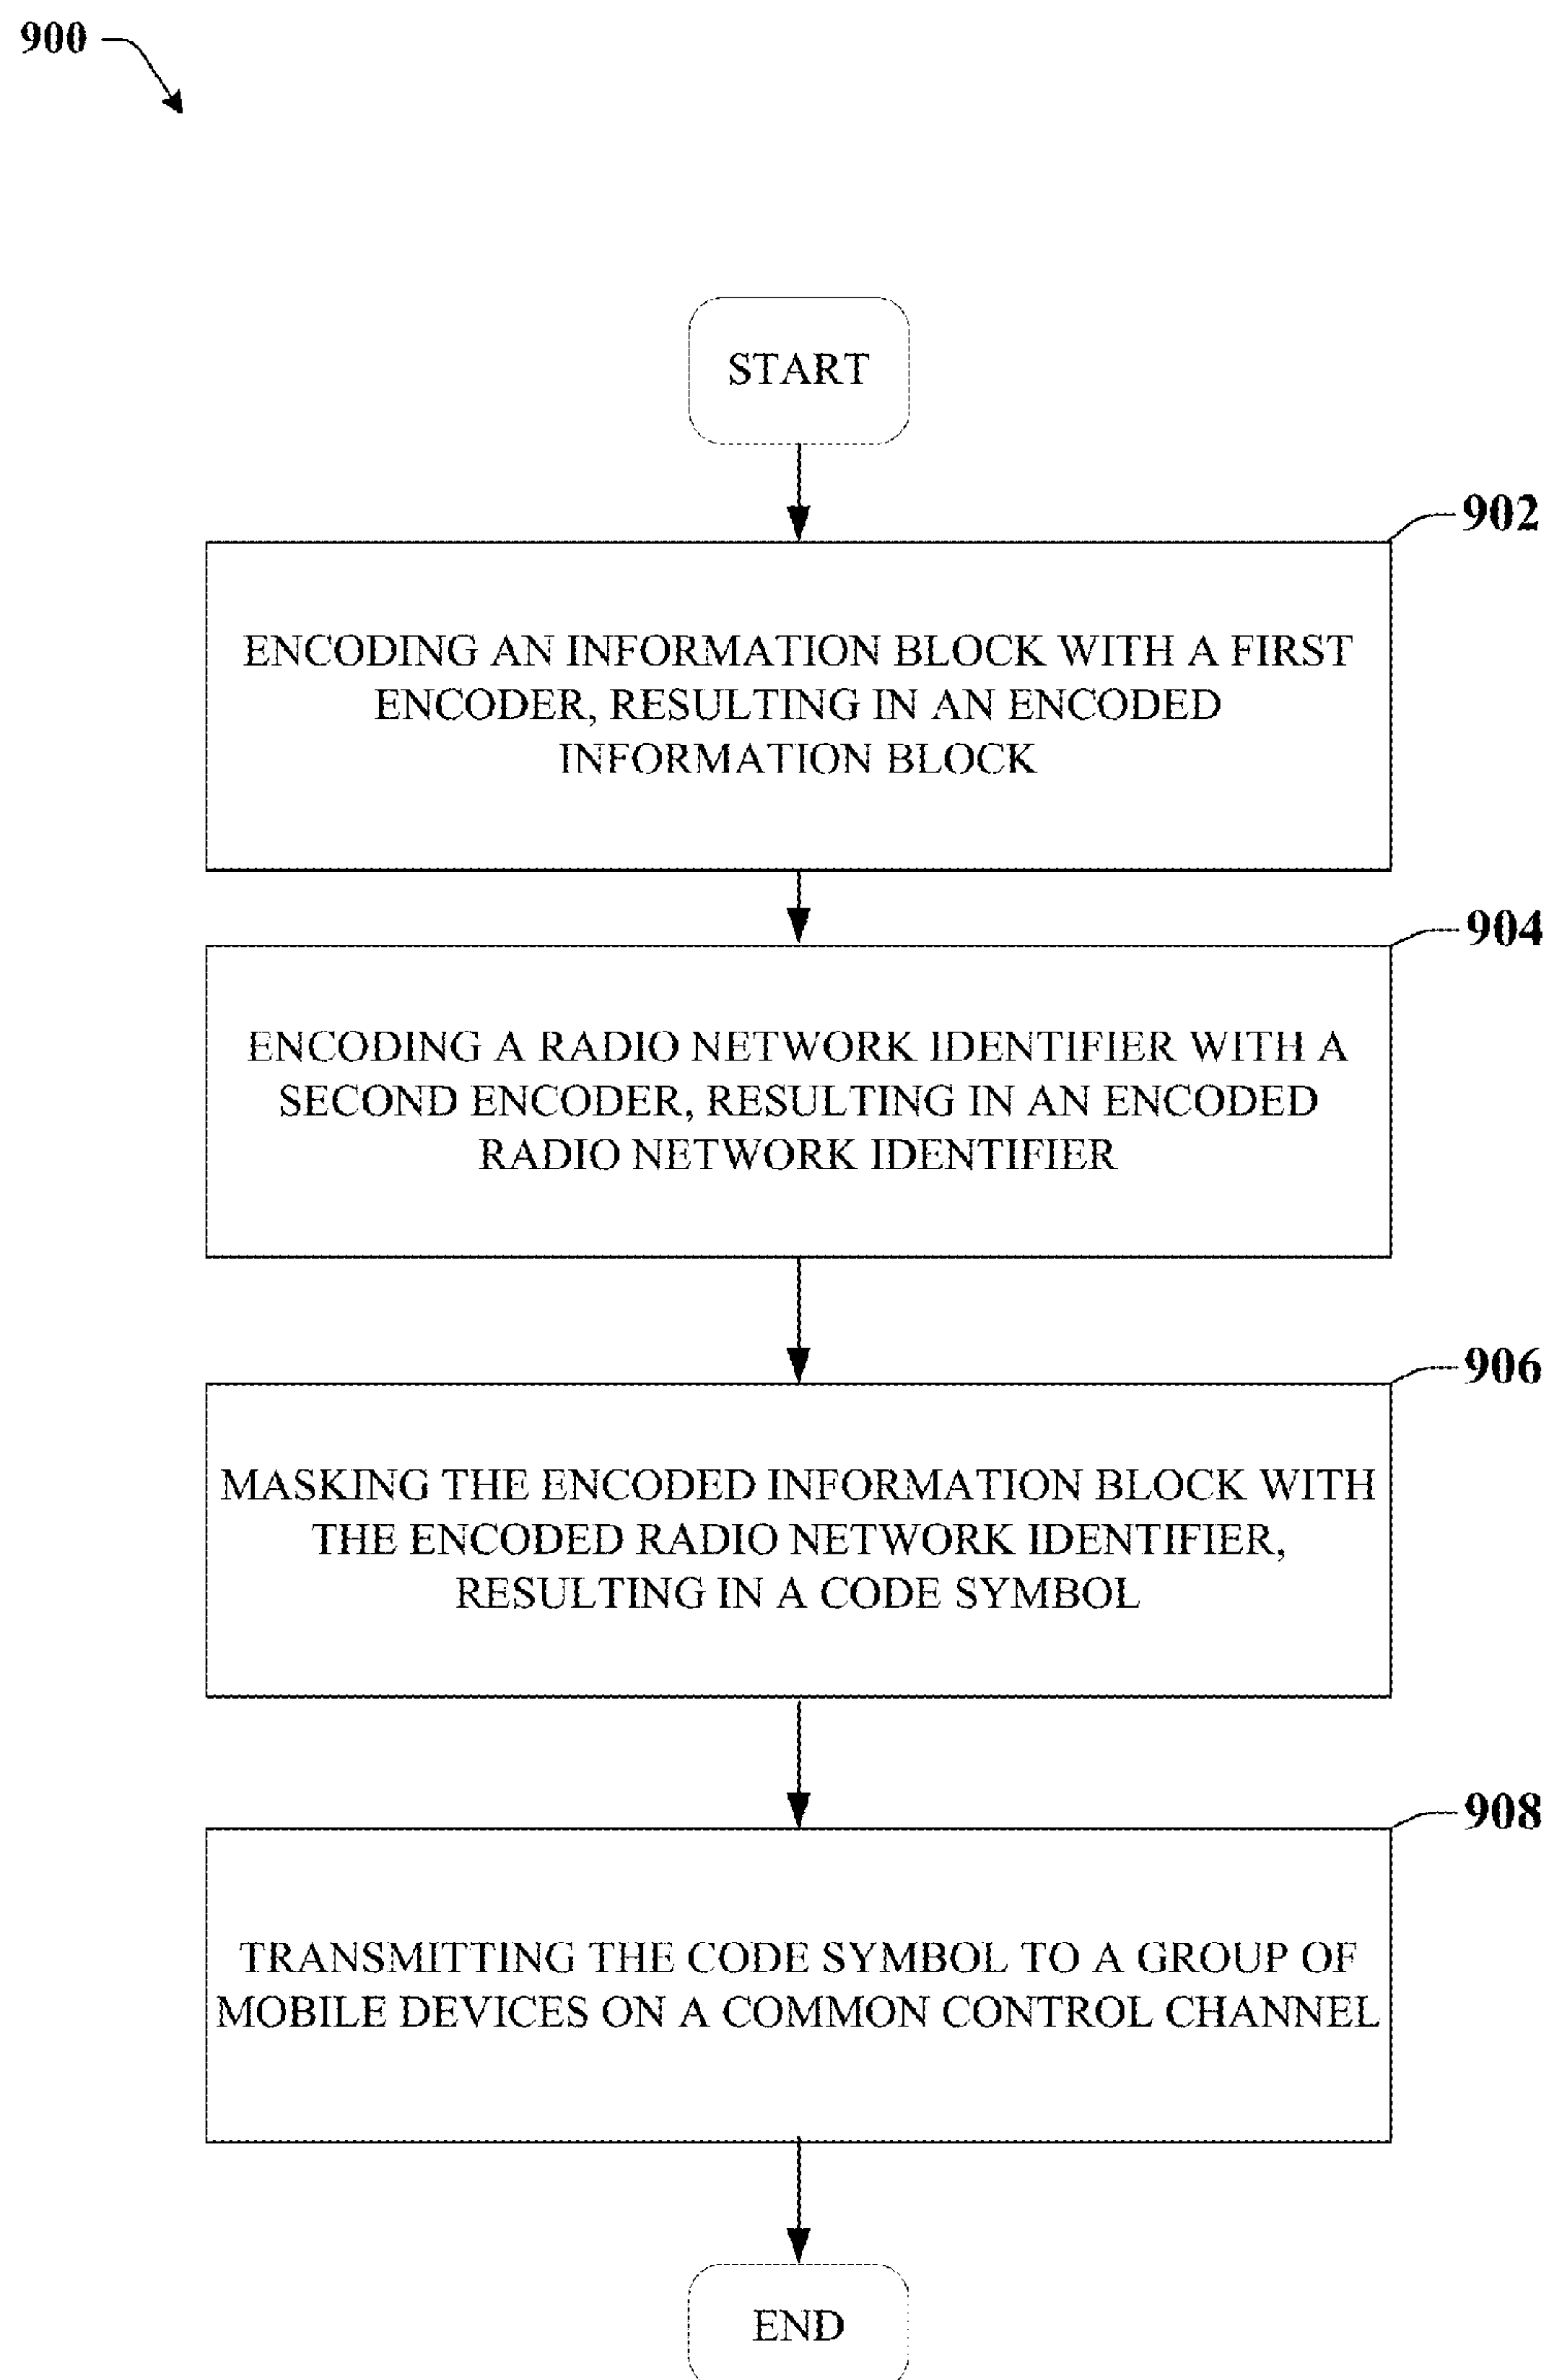 900
START
902
ENCODING AN INFORMATION BLOCK WITH A FIRST
ENCODER, RESULTING IN AN ENCODED
INFORMATION BLOCK
904
ENCODING A RADIO NETWORK IDENTIFIER WITH A
SECOND ENCODER, RESULTING IN AN ENCODED
RADIO NETWORK IDENTIFIER
906
MASKING THE ENCODED INFORMATION BLOCK WITH
THE ENCODED RADIO NETWORK IDENTIFIER,
RESULTING IN A CODE SYMBOL
908
TRANSMITTING THE CODE SYMBOL TO A GROUP OF
MOBILE DEVICES ON A COMMON CONTROL CHANNEL
END